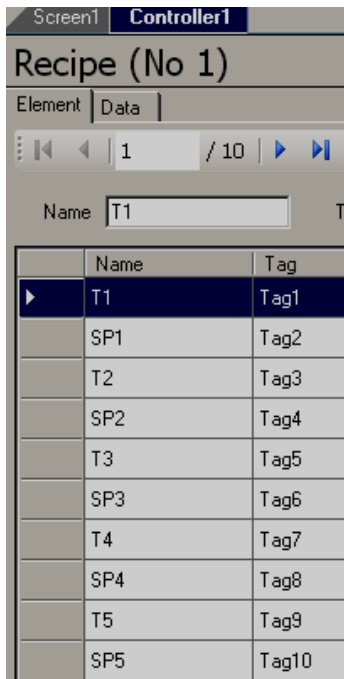 Screen1 Controller1
Recipe (No 1)
Element Data
1 / 10
Name T1 T
Name Tag
T1 Tag1
SP1 Tag2
T2 Tag3
SP2 Tag4
T3 Tag5
SP3 Tag6
T4 Tag7
SP4 Tag8
T5 Tag9
SP5 Tag10